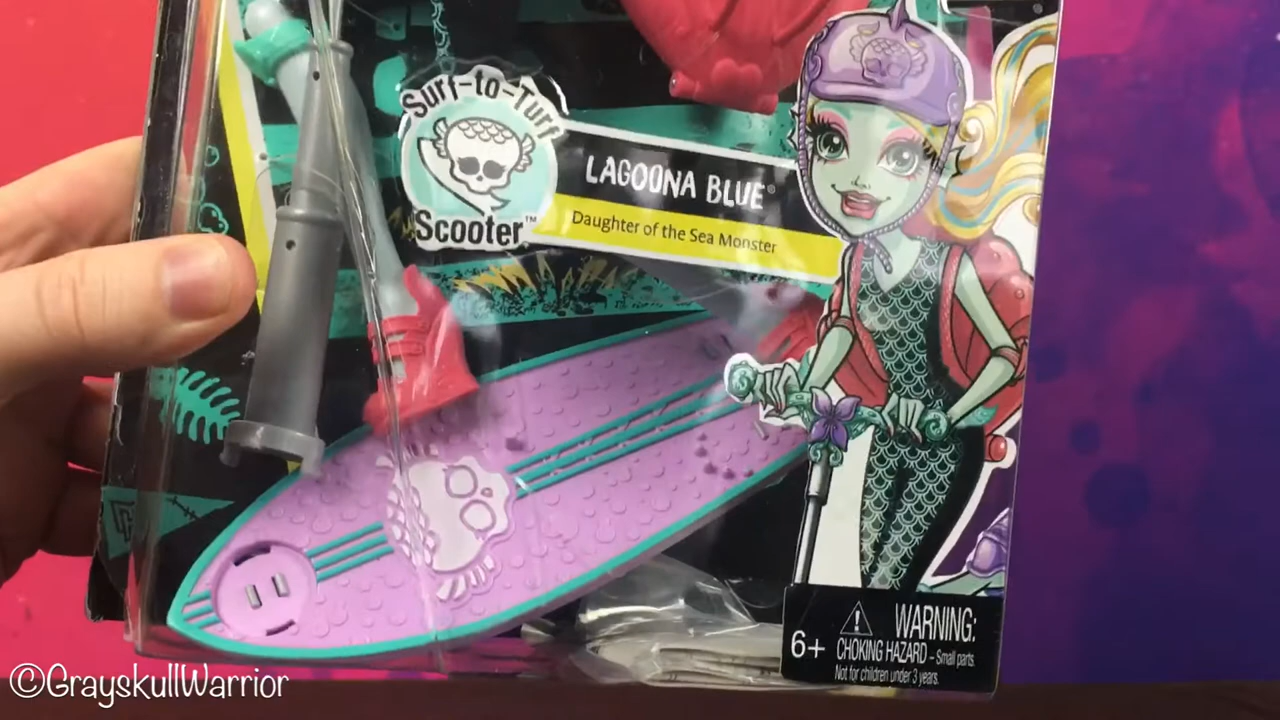 Surf-to-Turf
Scooter™
LAGOONA BLUE®
Daughter of the Sea Monster
6+
WARNING:
CHOKING HAZARD – Small parts.
Not for children under 3 years.
©GrayskullWarrior